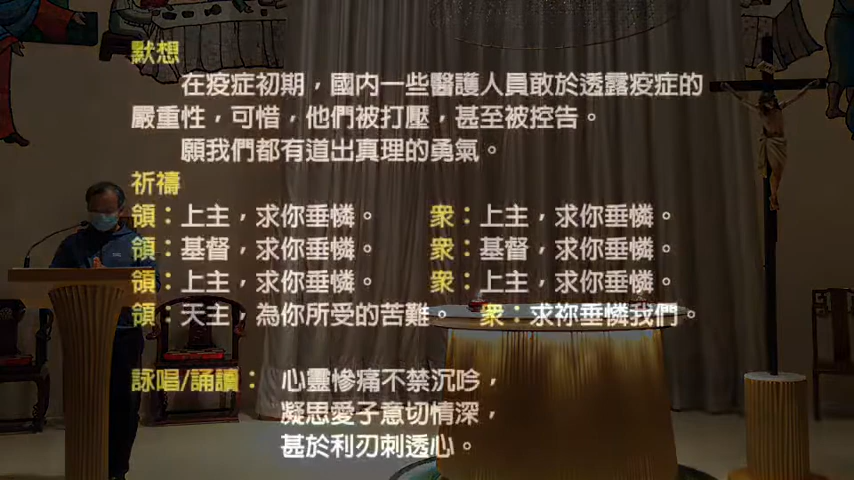 默想
在疫症初期，國內一些醫護人員敢於透露疫症的
嚴重性，可惜，他們被打壓，甚至被控告。
願我們都有道出真理的勇氣。
祈禱
領：上主，求你垂憐。 眾：上主，求你垂憐。
領：基督，求你垂憐。 眾：基督，求你垂憐。
領：上主，求你垂憐。 眾：上主，求你垂憐。
領：天主，為你所受的苦難。 眾：求祢垂憐我們。
詠唱/誦讀： 心靈慘痛不禁沉吟，
凝思愛子意切情深，
甚於利刃刺透心。